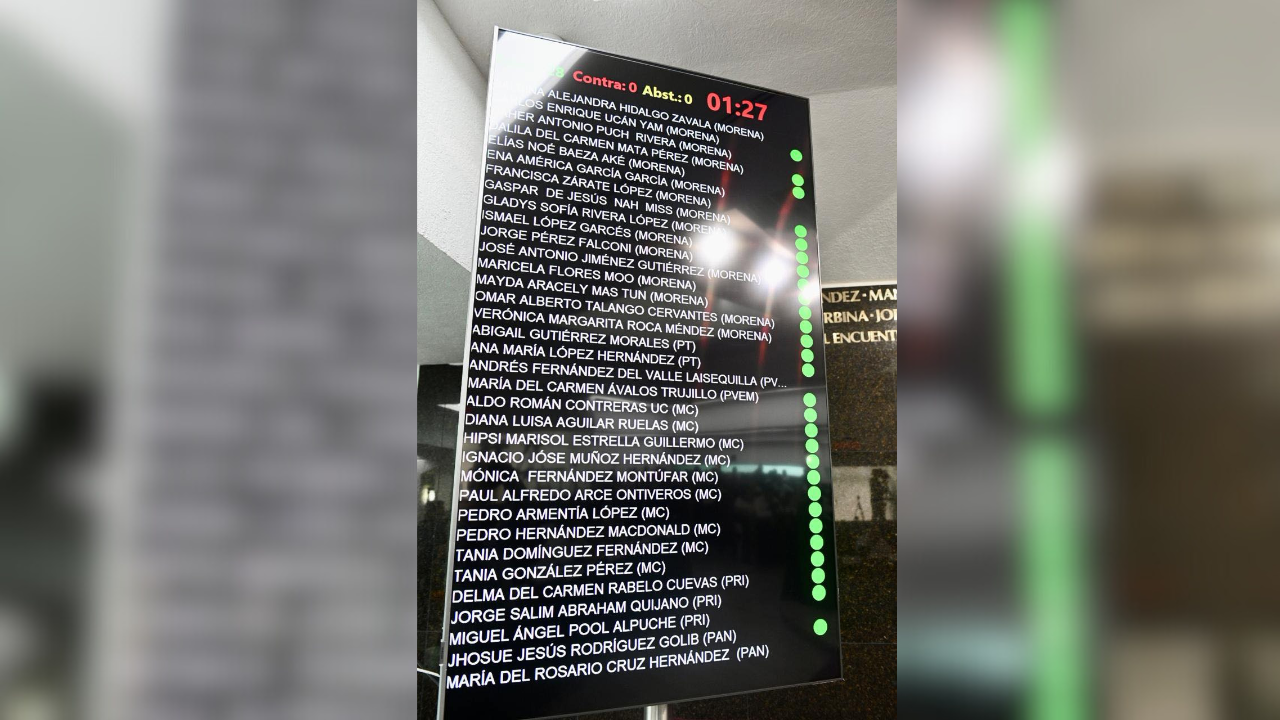 8 Contra: 0 Abst.: 0 01:27
ALEJANDRA HIDALGO ZAVALA (MORENA)
ENRIQUE UCÁN YAM (MORENA)
ANTONIO PUCH RIVERA (MORENA)
DALILA DEL CARMEN MATA PÉREZ (MORENA)
ELÍAS NOÉ BAEZA AKÉ (MORENA)
ENA AMÉRICA GARCÍA GARCÍA (MORENA)
FRANCISCA ZÁRATE LÓPEZ (MORENA)
GASPAR DE JESÚS NAH MISS (MORENA)
GLADYS SOFÍA RIVERA LÓPEZ (MORENA)
ISMAEL LÓPEZ GARCÉS (MORENA)
JORGE PÉREZ FALCONI (MORENA)
JOSÉ ANTONIO JIMÉNEZ GUTIÉRREZ (MORENA)
MARICELA FLORES MOO (MORENA)
MAYDA ARACELY MAS TUN (MORENA)
OMAR ALBERTO TALANGO CERVANTES (MORENA)
VERÓNICA MARGARITA ROCA MÉNDEZ (MORENA)
ABIGAIL GUTIÉRREZ MORALES (PT)
ANA MARÍA LÓPEZ HERNÁNDEZ (PT)
ANDRÉS FERNÁNDEZ DEL VALLE LAISEQUILLA (PV...
MARÍA DEL CARMEN ÁVALOS TRUJILLO (PVEM)
ALDO ROMÁN CONTRERAS UC (MC)
DIANA LUISA AGUILAR RUELAS (MC)
HIPSI MARISOL ESTRELLA GUILLERMO (MC)
IGNACIO JÓSE MUÑOZ HERNÁNDEZ (MC)
MÓNICA FERNÁNDEZ MONTÚFAR (MC)
PAUL ALFREDO ARCE ONTIVEROS (MC)
PEDRO ARMENTÍA LÓPEZ (MC)
PEDRO HERNÁNDEZ MACDONALD (MC)
TANIA DOMÍNGUEZ FERNÁNDEZ (MC)
TANIA GONZÁLEZ PÉREZ (MC)
DELMA DEL CARMEN RABELO CUEVAS (PRI)
JORGE SALIM ABRAHAM QUIJANO (PRI)
MIGUEL ÁNGEL POOL ALPUCHE (PRI)
JHOSUE JESÚS RODRÍGUEZ GOLIB (PAN)
MARÍA DEL ROSARIO CRUZ HERNÁNDEZ (PAN)
NDEZ · MA
RBINA · JO
L ENCUENT